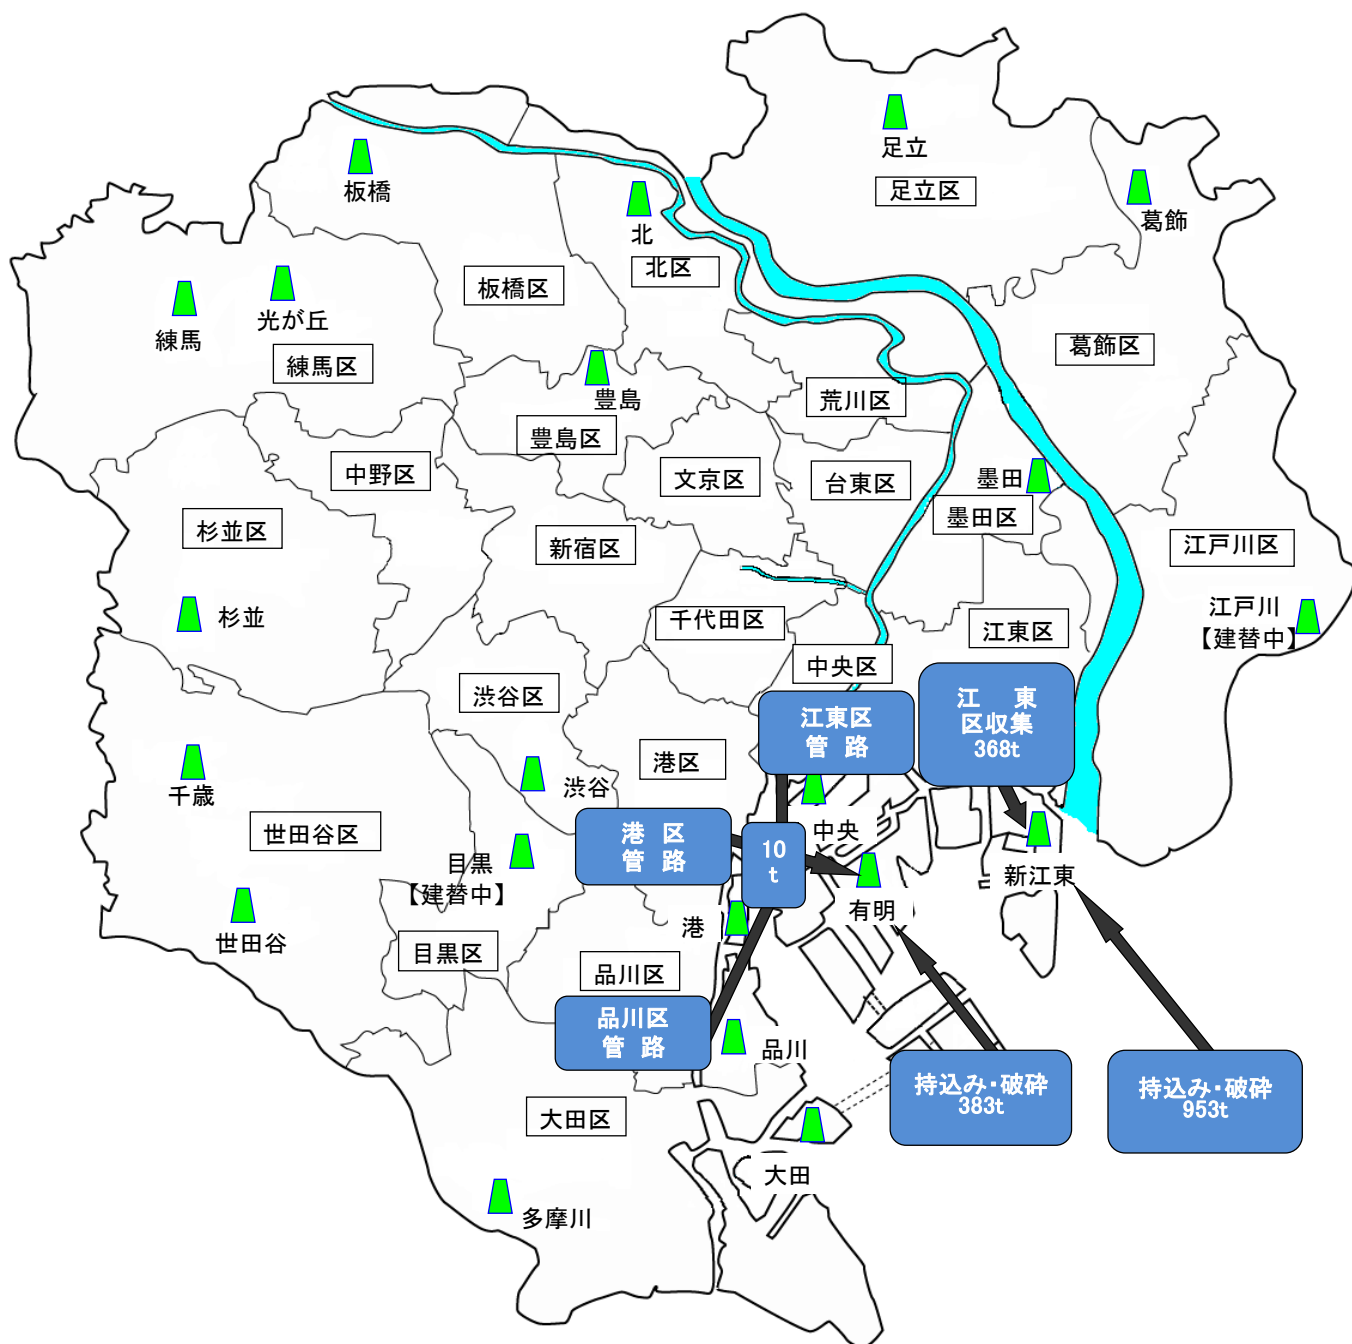 足立
足立区
板橋
葛飾
北
北区
板橋区
光が丘
練馬
練馬区
葛飾区
豊島
豊島区
荒川区
中野区
文京区
台東区
墨田
墨田区
杉並区
新宿区
江戸川区
杉並
千代田区
江東区
江戸川
【建替中】
中央区
渋谷区
江東区
管 路
江 東
区収集
368t
港区
千歳
渋谷
世田谷区
港 区
管 路
10
t
中央
目黒
【建替中】
新江東
有明
世田谷
港
目黒区
品川区
品川区
管 路
品川
持込み・破砕
383t
持込み・破砕
953t
大田区
大田
多摩川